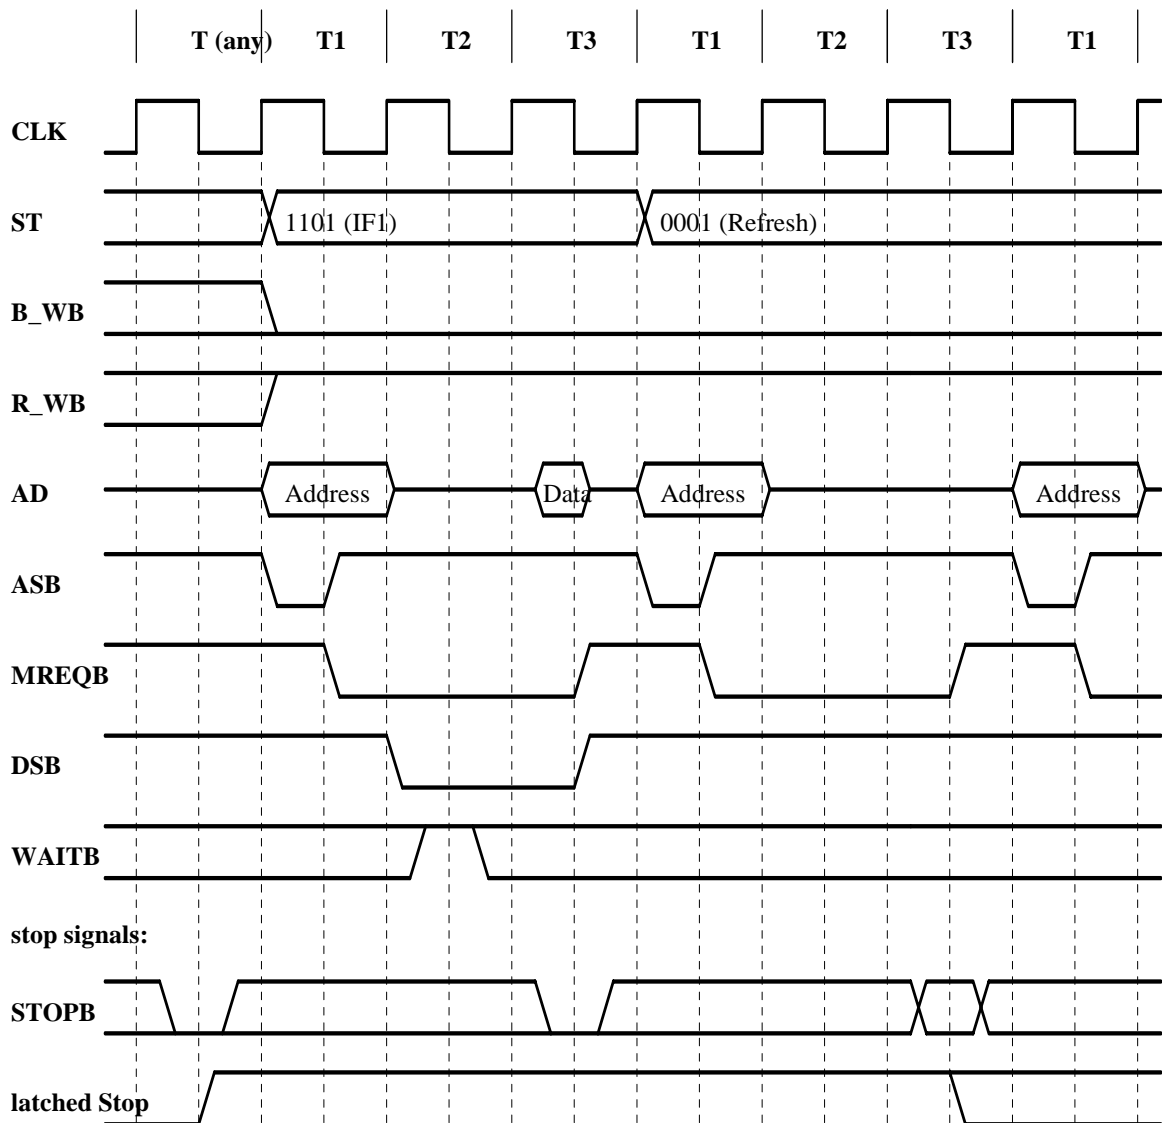 T (any) T1 T2 T3 T1 T2 T3 T1
CLK
ST 1101 (IF1) 0001 (Refresh)
B_WB
R_WB
AD Address Data Address Address
ASB
MREQB
DSB
WAITB
stop signals:
STOPB
latched Stop